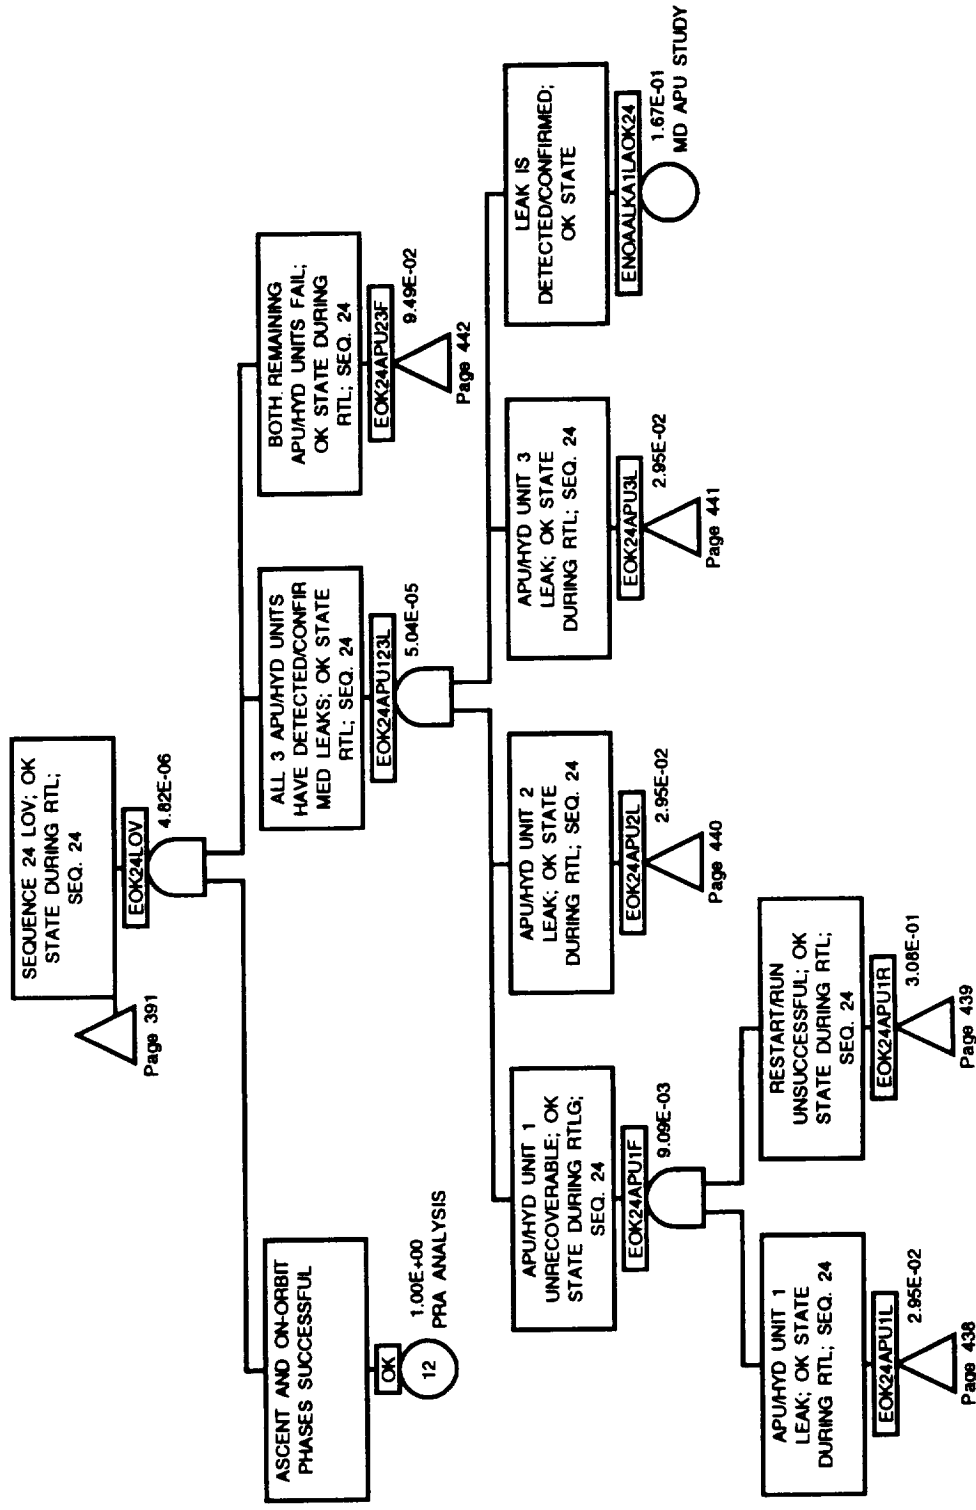 SEQUENCE 24 LOV; OK
STATE DURING RTL;
SEQ. 24
EOK24LOV
4.82E-06
Page 391
ASCENT AND ON-ORBIT
PHASES SUCCESSFUL
OK
12
1.00E+00
PRA ANALYSIS
ALL 3 APU/HYD UNITS
HAVE DETECTED/CONFIR
MED LEAKS; OK STATE
RTL; SEQ. 24
EOK24APU123L
5.04E-05
BOTH REMAINING
APU/HYD UNITS FAIL;
OK STATE DURING
RTL; SEQ. 24
EOK24APU23F
9.49E-02
Page 442
APU/HYD UNIT 1
UNRECOVERABLE; OK
STATE DURING RTLG;
SEQ. 24
EOK24APU1F
9.09E-03
APU/HYD UNIT 2
LEAK; OK STATE
DURING RTL; SEQ. 24
EOK24APU2L
2.95E-02
Page 440
APU/HYD UNIT 3
LEAK; OK STATE
DURING RTL; SEQ. 24
EOK24APU3L
2.95E-02
Page 441
LEAK IS
DETECTED/CONFIRMED;
OK STATE
ENOAALKA1LAOK24
1.67E-01
MD APU STUDY
APU/HYD UNIT 1
LEAK; OK STATE
DURING RTL; SEQ. 24
EOK24APU1L
2.95E-02
Page 438
RESTART/RUN
UNSUCCESSFUL; OK
STATE DURING RTL;
SEQ. 24
EOK24APU1R
3.08E-01
Page 439